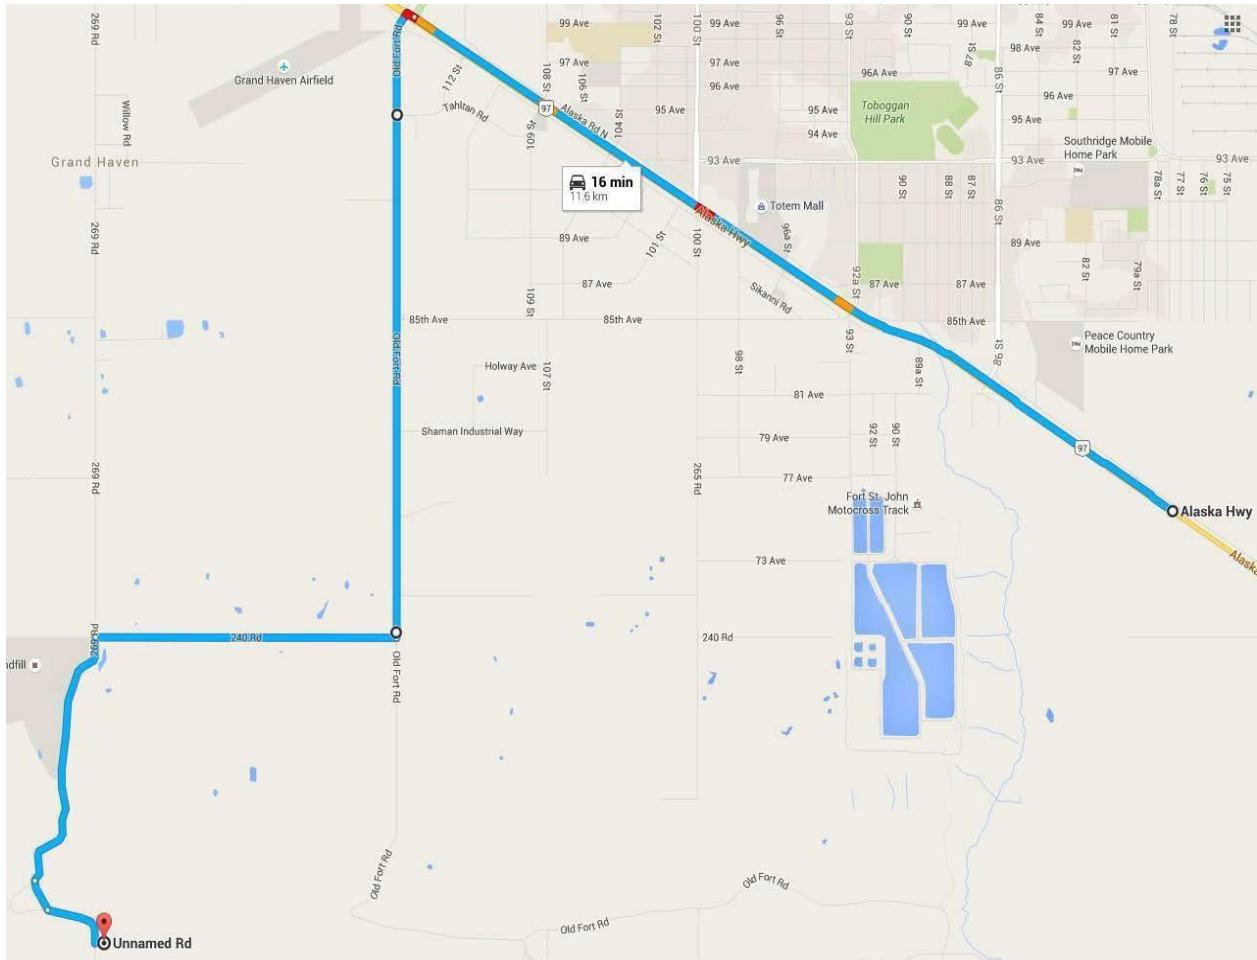 269 Rd
Old Fort Rd
99 Ave
102 St
100 St
99 Ave
96 St
93 St
90 St
99 Ave
84 St
99 Ave
81 St
78 St
98 Ave
82 St
87 St
86 St
97 Ave
97 Ave
96A Ave
97 Ave
Grand Haven Airfield
112 St
108 St
106 St
96 Ave
96 Ave
Willow Rd
Tahltan Rd
97
Alaska Rd N
104 St
95 Ave
95 Ave
Toboggan
Hill Park
95 Ave
109 St
94 Ave
Southridge Mobile
Home Park
Grand Haven
93 Ave
93 Ave
93 Ave
16 min
11.6 km
90 St
88 St
87 St
78a St
77 St
76 St
75 St
Totem Mall
86 St
269 Rd
Alaska Hwy
96a St
89 Ave
101 St
100 St
89 Ave
82 St
79a St
87 Ave
Sikanni Rd
92a St
87 Ave
87 Ave
109 St
85th Ave
85th Ave
93 St
85th Ave
Peace Country
Mobile Home Park
Old Fort Rd
Holway Ave
107 St
98 St
89a St
86 St
81 Ave
Shaman Industrial Way
79 Ave
92 St
90 St
97
269 Rd
265 Rd
77 Ave
Fort St. John
Motocross Track
Alaska Hwy
73 Ave
Alaska
269 Rd
240 Rd
240 Rd
ndfill
Old Fort Rd
Old Fort Rd
Old Fort Rd
Old Fort Rd
Unnamed Rd